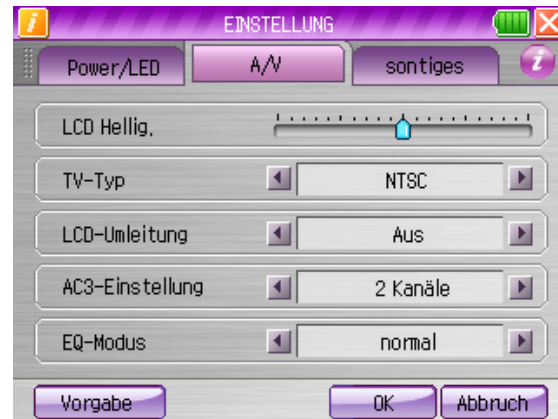 EINSTELLUNG
Power/LED A/V sontiges
LCD Hellig.
TV-Typ NTSC
LCD-Umleitung Aus
AC3-Einstellung 2 Kanäle
EQ-Modus normal
Vorgabe OK Abbruch